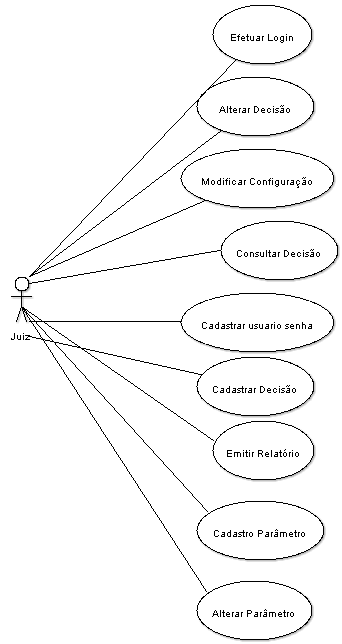 Efetuar Login
Alterar Decisão
Modificar Configuração
Consultar Decisão
Cadastrar usuario senha
Juiz
Cadastrar Decisão
Emitir Relatório
Cadastro Parâmetro
Alterar Parâmetro